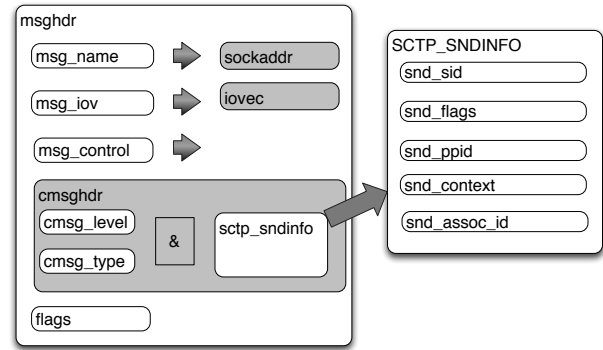 msghdr
msg_name
sockaddr
msg_iov
iovec
msg_control
cmsghdr
cmsg_level
&
sctp_sndinfo
cmsg_type
flags
SCTP_SNDINFO
snd_sid
snd_flags
snd_ppid
snd_context
snd_assoc_id